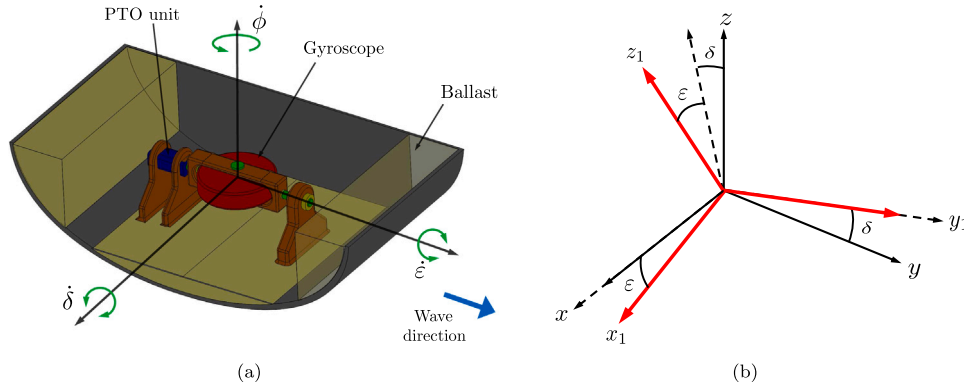 PTO unit
ϕ̇
Gyroscope
Ballast
δ̇
ε̇
Wave
direction
(a)
z
z₁
δ
ε
y₁
δ
y
x
ε
x₁
(b)